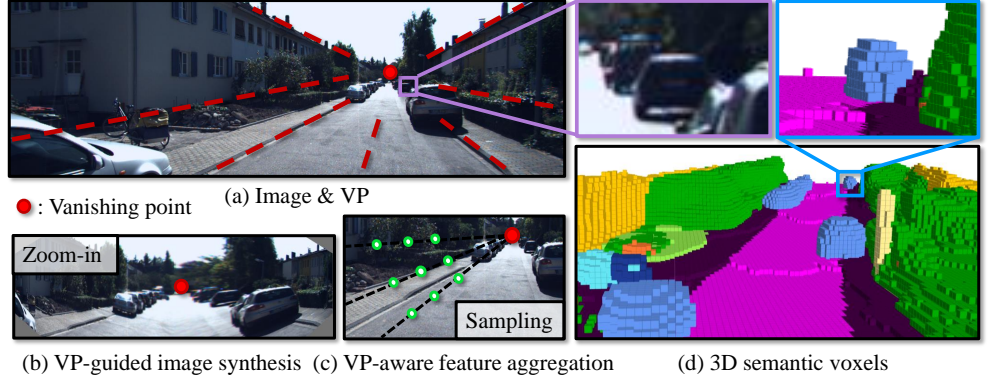 (a) Image & VP
: Vanishing point
Zoom-in
Sampling
(b) VP-guided image synthesis
(c) VP-aware feature aggregation
(d) 3D semantic voxels